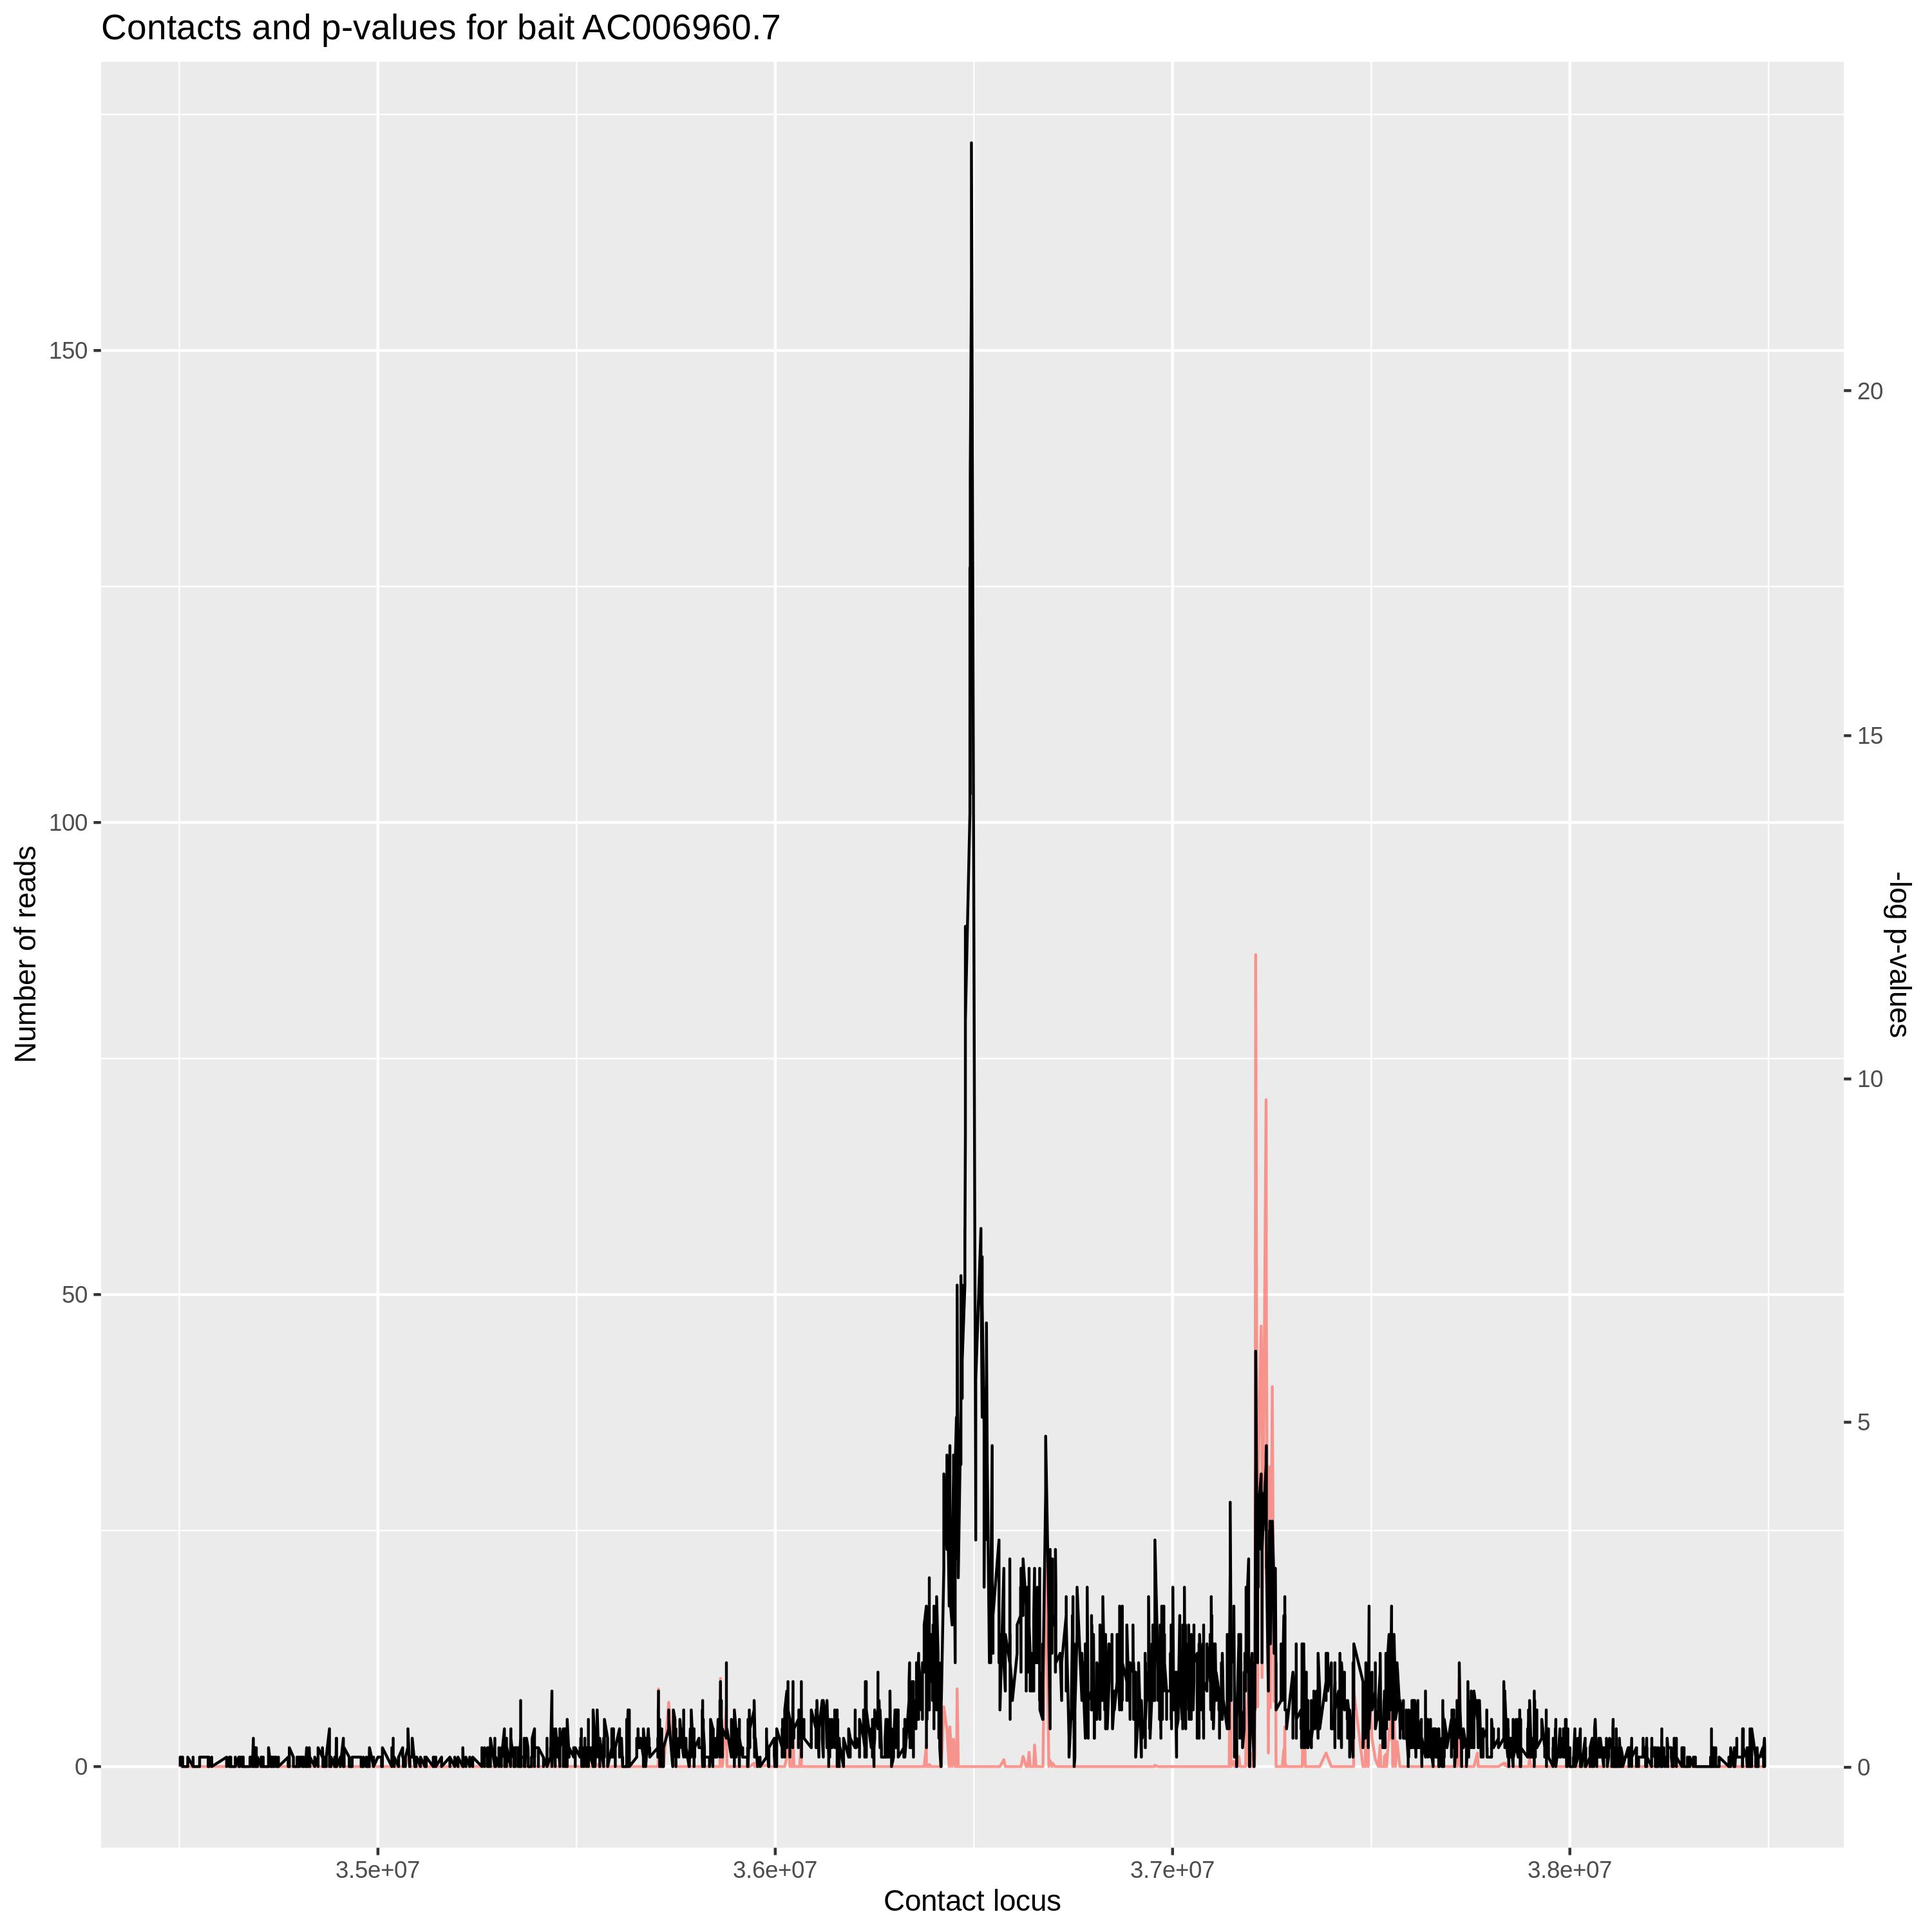 Contacts and p-values for bait AC006960.7
150
100
50
0
Number of reads
20
15
10
5
0
-log p-values
3.5e+07
3.6e+07
3.7e+07
3.8e+07
Contact locus